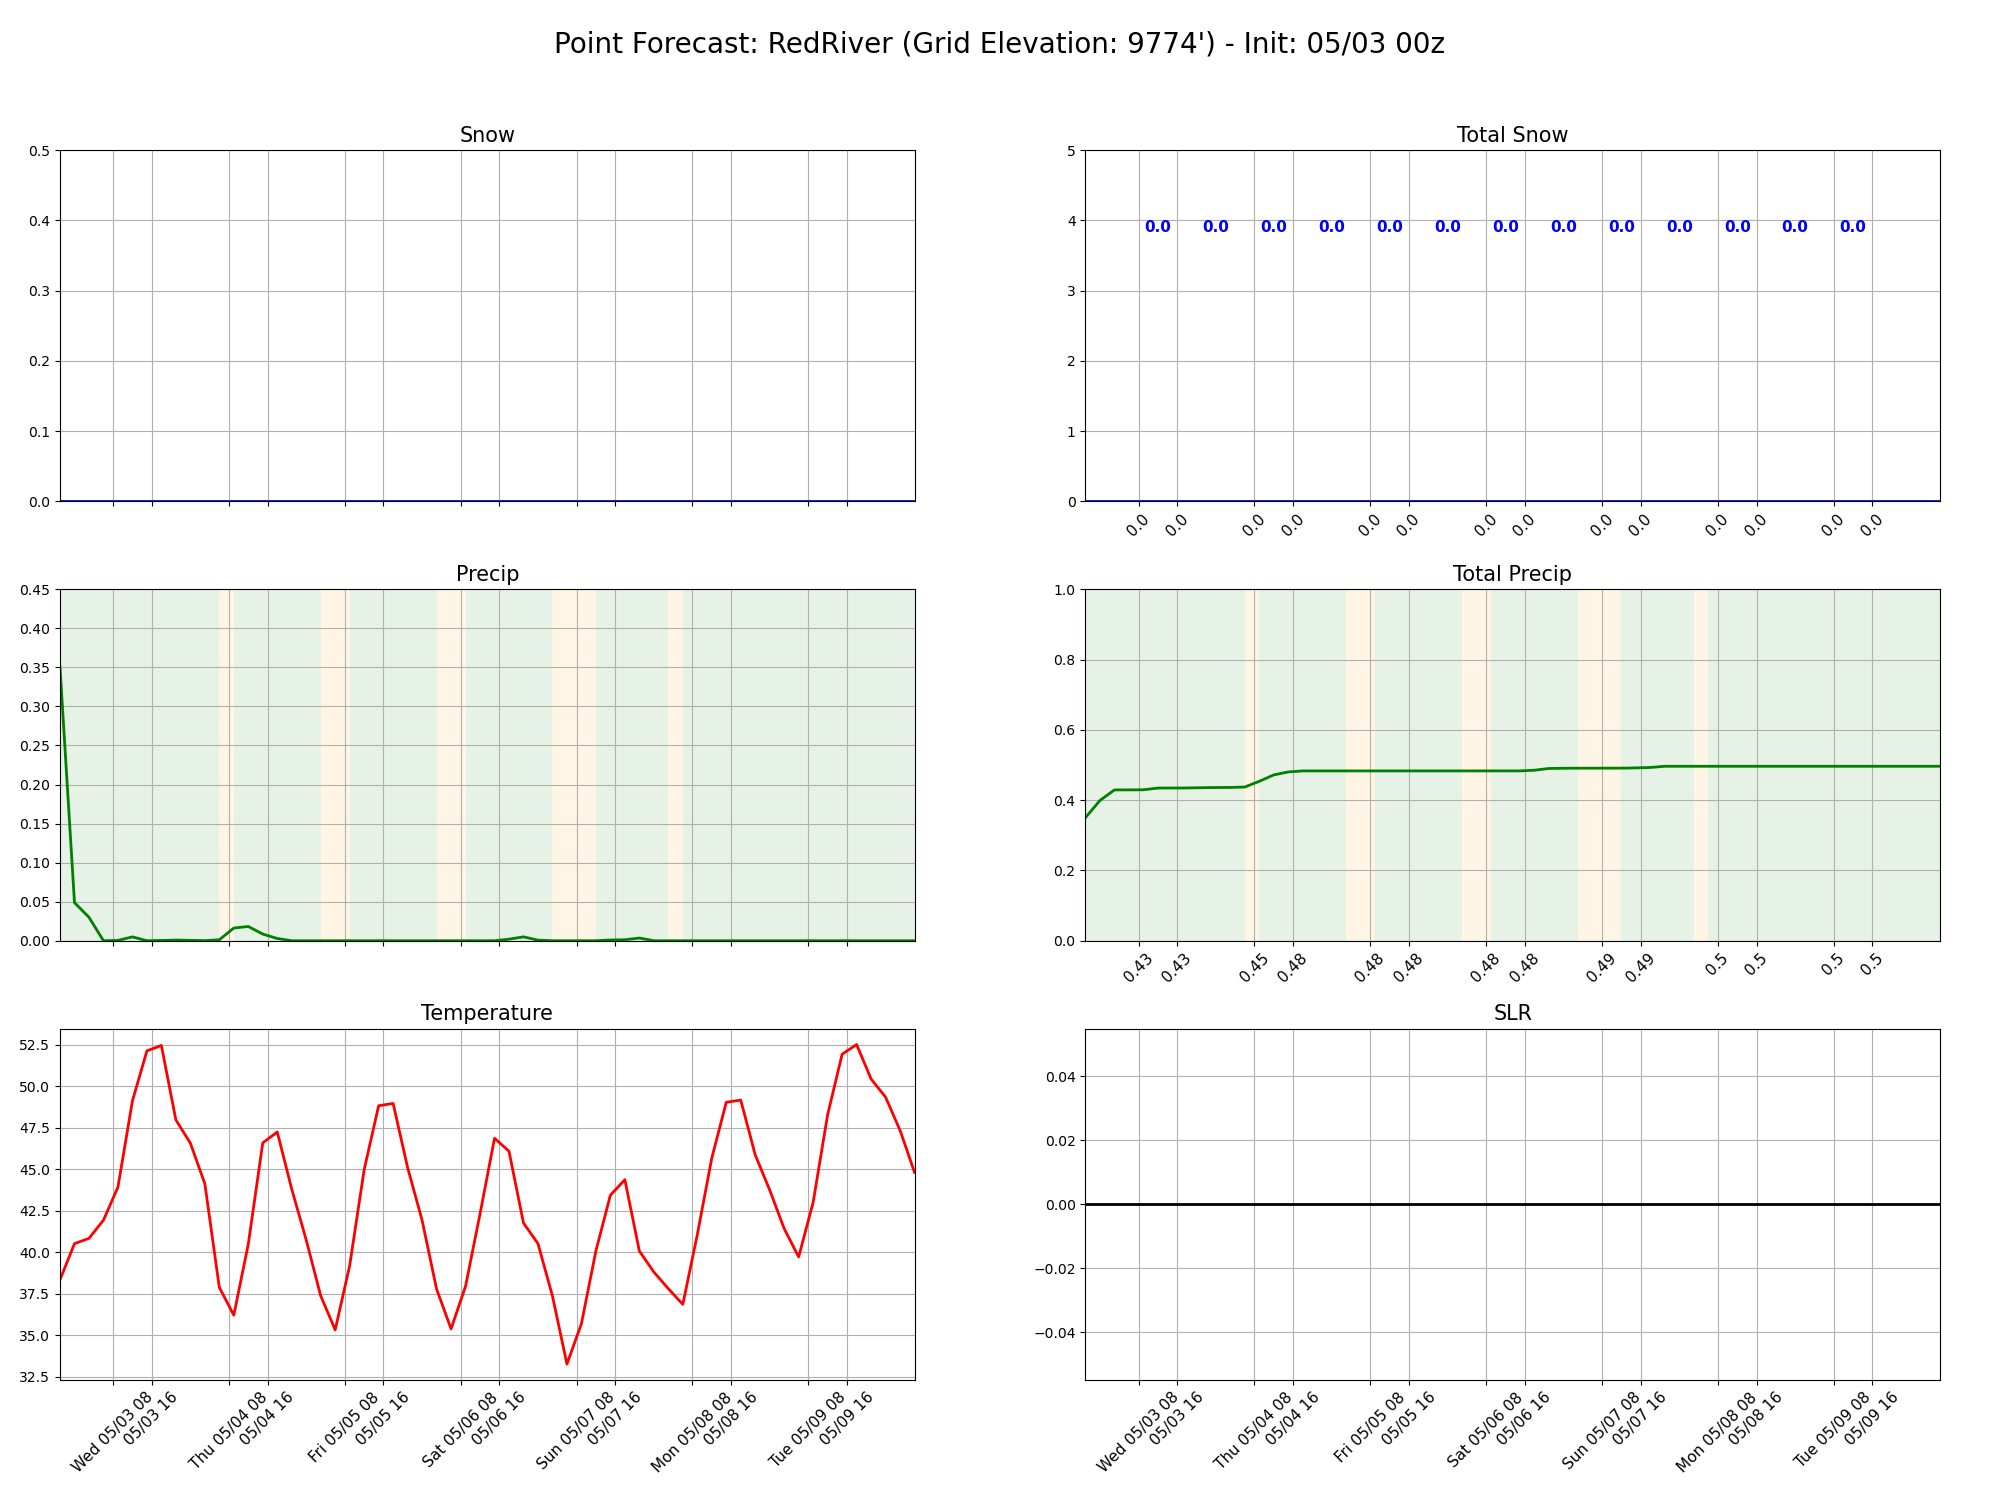 Point Forecast: RedRiver (Grid Elevation: 9774') - Init: 05/03 00z
Snow
0.5
0.4
0.3
0.2
0.1
0.0
Total Snow
5
4
3
2
1
0
0.0 0.0 0.0 0.0 0.0 0.0 0.0 0.0 0.0 0.0 0.0 0.0 0.0
0.0 0.0 0.0 0.0 0.0 0.0 0.0 0.0 0.0 0.0 0.0 0.0 0.0 0.0
Precip
0.45
0.40
0.35
0.30
0.25
0.20
0.15
0.10
0.05
0.00
Total Precip
1.0
0.8
0.6
0.4
0.2
0.0
0.43 0.43 0.45 0.48 0.48 0.48 0.48 0.48 0.49 0.49 0.5 0.5 0.5 0.5
Temperature
52.5
50.0
47.5
45.0
42.5
40.0
37.5
35.0
32.5
Wed 05/03 08
05/03 16
Thu 05/04 08
05/04 16
Fri 05/05 08
05/05 16
Sat 05/06 08
05/06 16
Sun 05/07 08
05/07 16
Mon 05/08 08
05/08 16
Tue 05/09 08
05/09 16
SLR
0.04
0.02
0.00
−0.02
−0.04
Wed 05/03 08
05/03 16
Thu 05/04 08
05/04 16
Fri 05/05 08
05/05 16
Sat 05/06 08
05/06 16
Sun 05/07 08
05/07 16
Mon 05/08 08
05/08 16
Tue 05/09 08
05/09 16